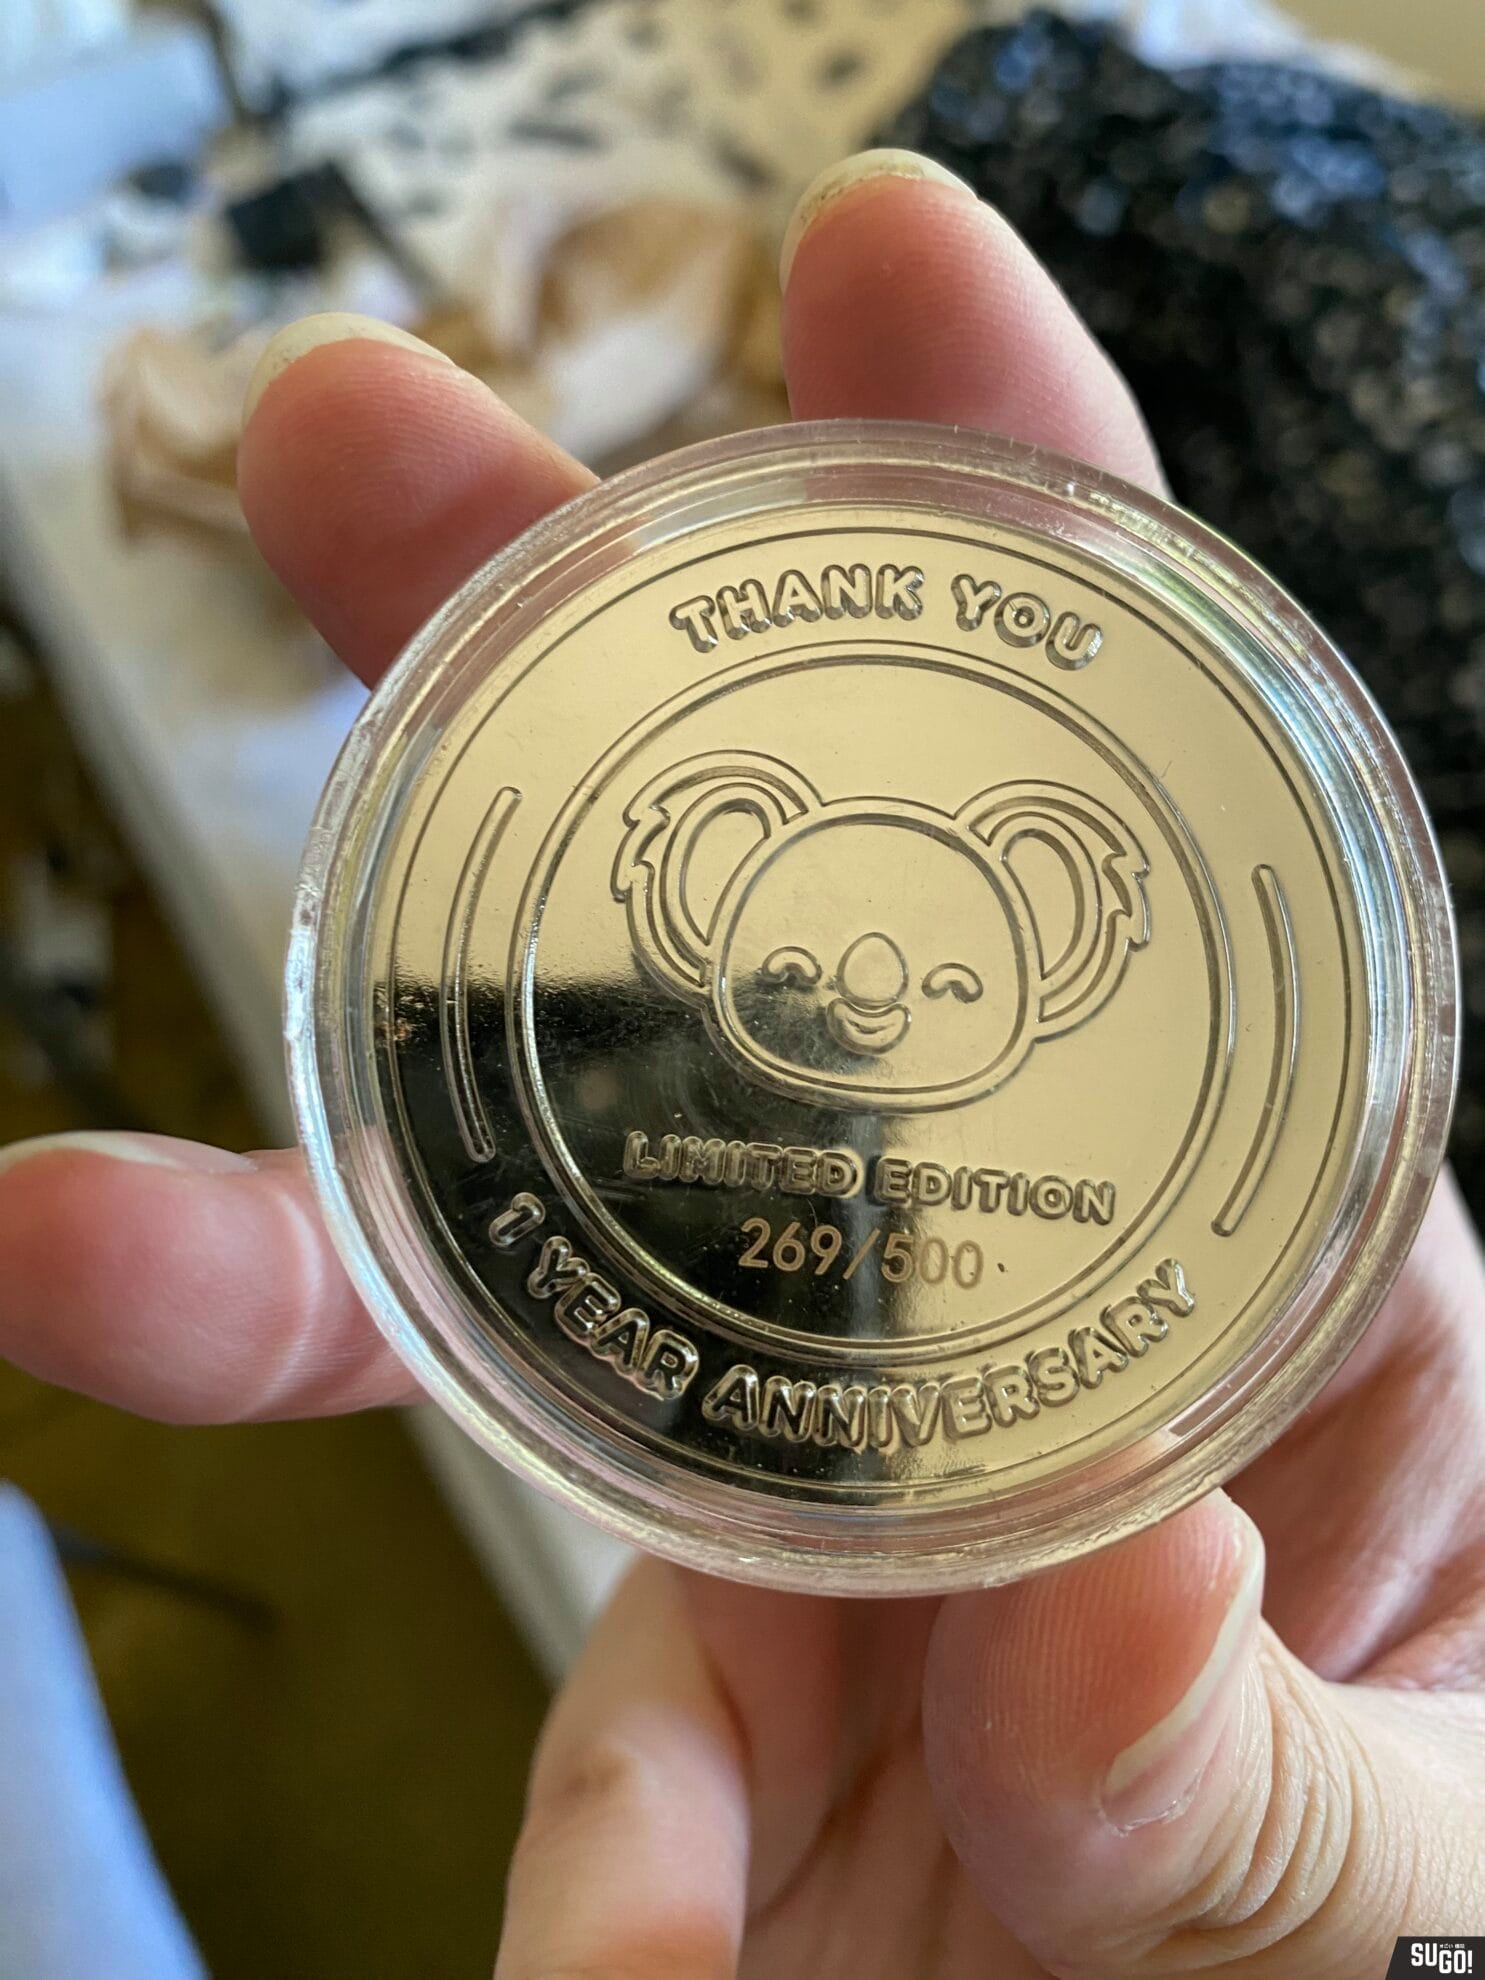 THANK YOU
LIMITED EDITION
269/500
1 YEAR ANNIVERSARY
SUGO!